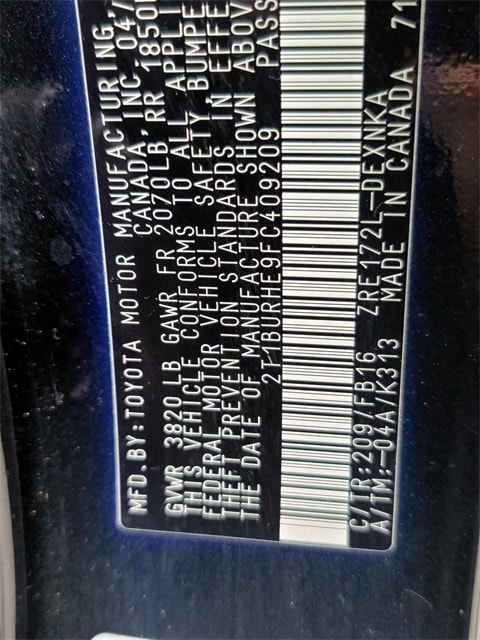 MFD. BY: TOYOTA MOTOR MANUFACTURING,
CANADA, INC. 04/
GVWR 3820 LB GAWR FR 2070LB, RR 1850
THIS VEHICLE CONFORMS TO ALL APPLI
FEDERAL MOTOR VEHICLE SAFETY, BUMPE
THEFT PREVENTION STANDARDS IN EFFE
THE DATE OF MANUFACTURE SHOWN ABOV
2T1BURHE9FC409209 PASS
C/TR: 209/FB16 ZRE172L-DEXNKA
A/TM: -04A/K313 MADE IN CANADA 71